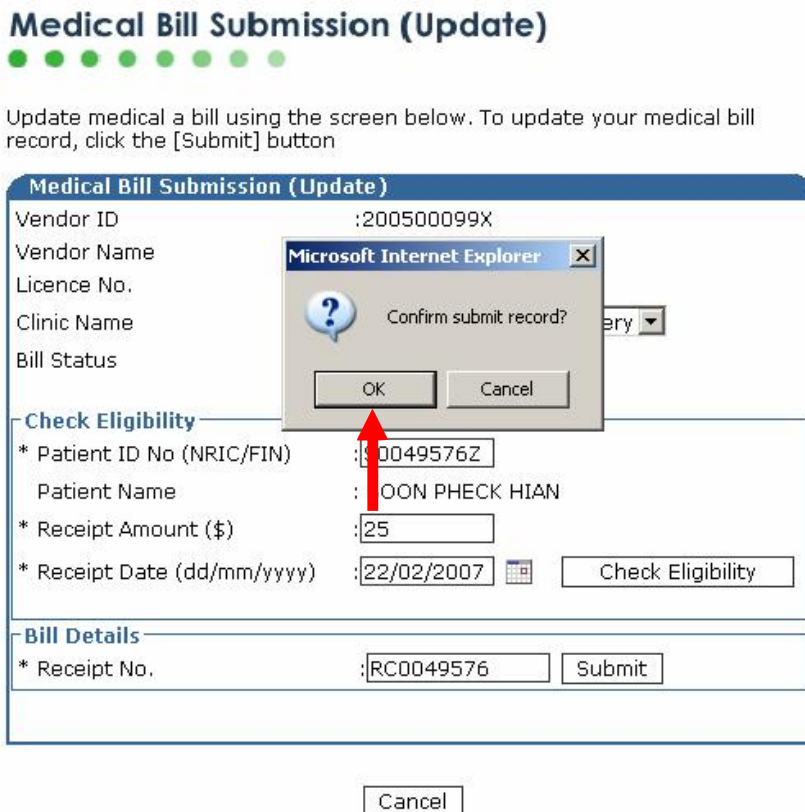 Medical Bill Submission (Update)
Update medical a bill using the screen below. To update your medical bill
record, click the [Submit] button
Medical Bill Submission (Update)
Vendor ID :200500099X
Vendor Name
Microsoft Internet Explorer
Licence No.
Confirm submit record?
Clinic Name
Bill Status
OK Cancel
Check Eligibility
* Patient ID No (NRIC/FIN) : 0049576Z
Patient Name : OON PHECK HIAN
* Receipt Amount ($) :25
* Receipt Date (dd/mm/yyyy) :22/02/2007 Check Eligibility
Bill Details
* Receipt No. :RC0049576 Submit
Cancel